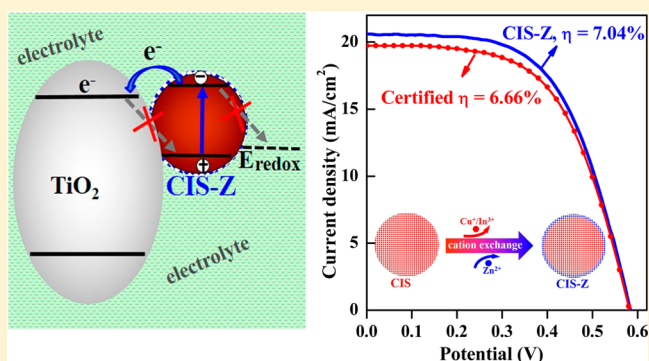 electrolyte
e-
e-
TiO2
CIS-Z
Eredox
electrolyte
Current density (mA/cm2)
20
15
10
5
0
CIS-Z, η = 7.04%
Certified η = 6.66%
Cu+/In3+
cation exchange
Zn2+
CIS
CIS-Z
0.0 0.1 0.2 0.3 0.4 0.5 0.6
Potential (V)